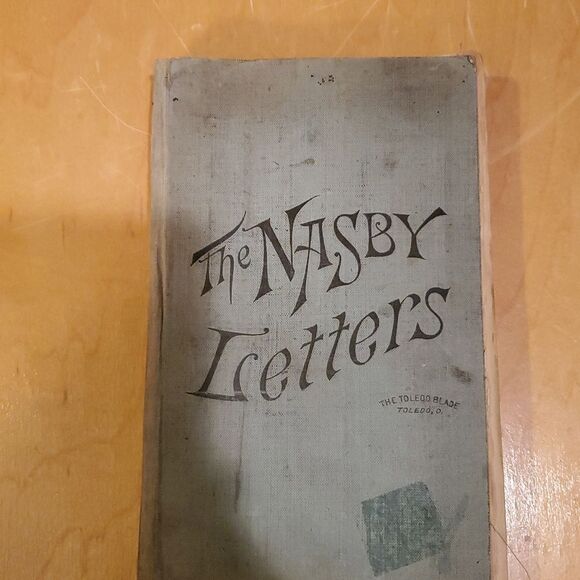 The NASBY
Letters
THE TOLEDO BLADE
TOLEDO, O.